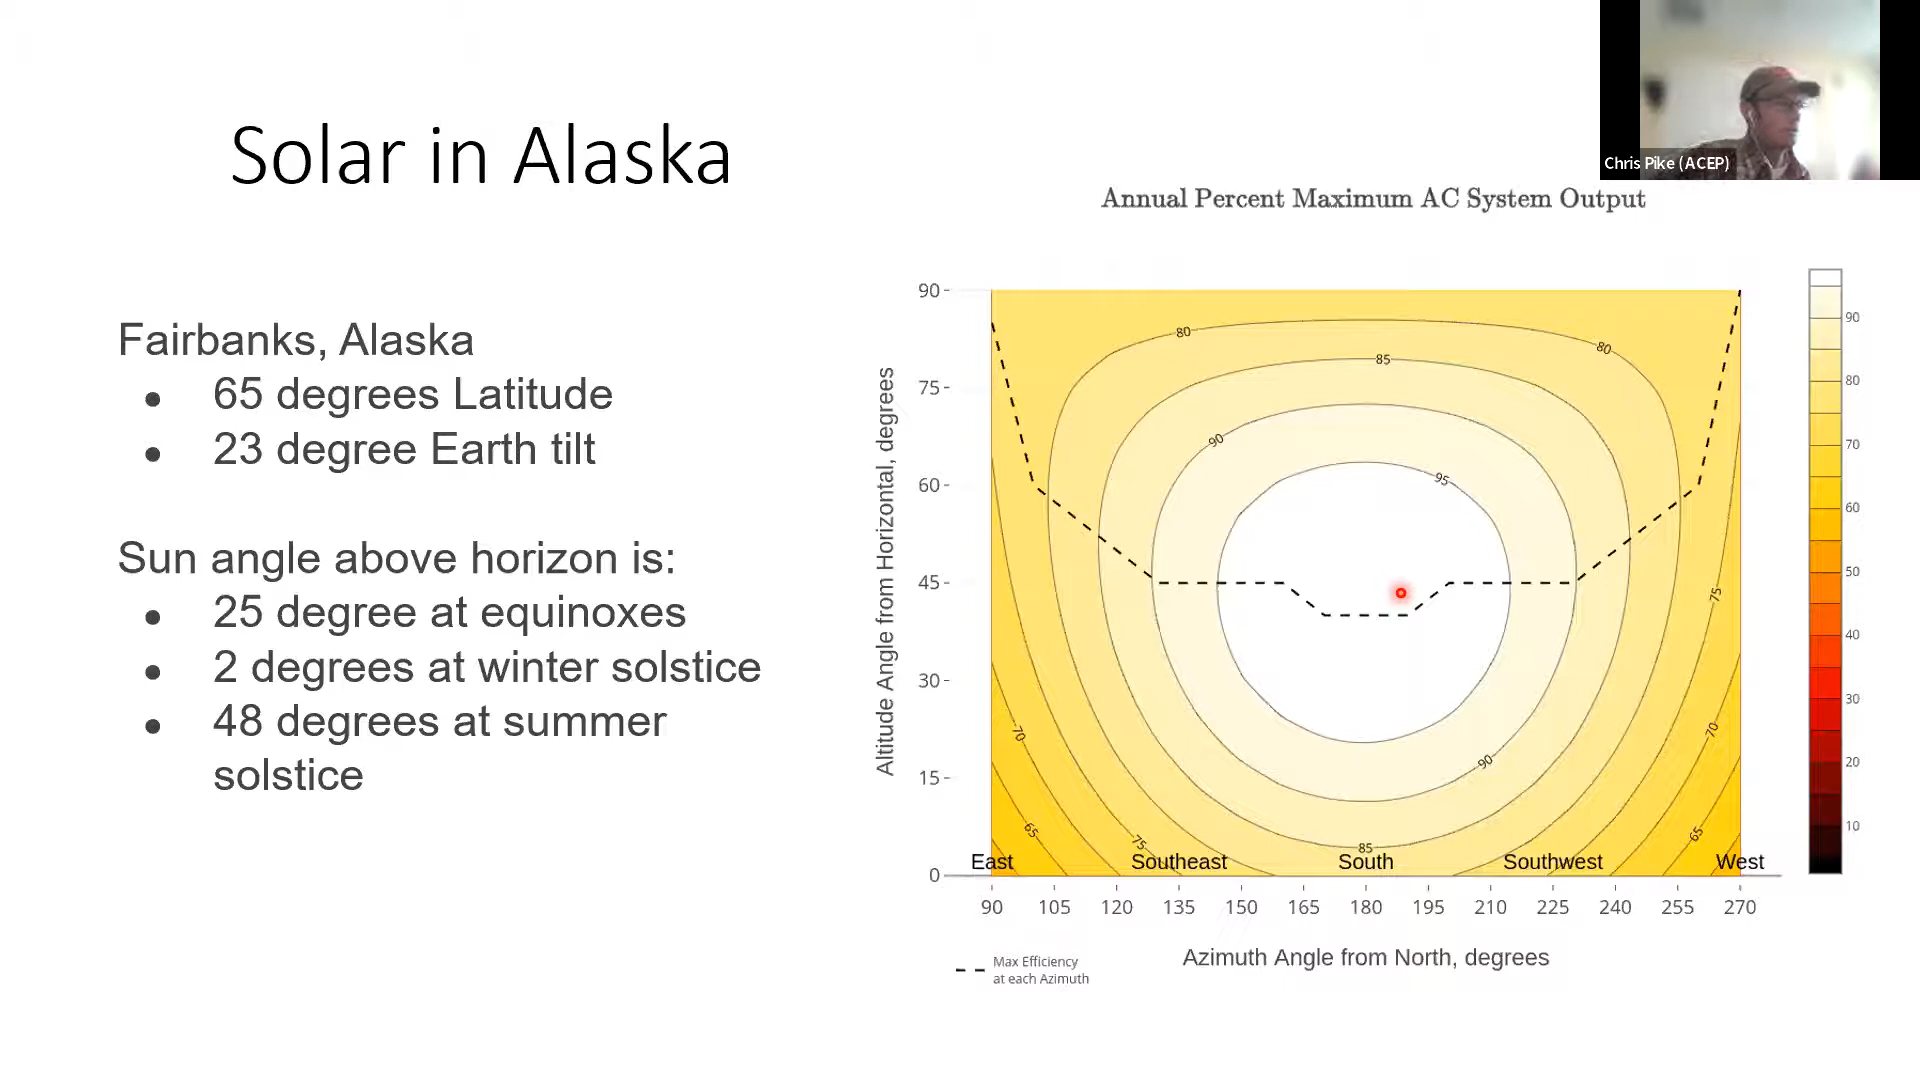 Solar in Alaska
Chris Pike (ACEP)
Fairbanks, Alaska
65 degrees Latitude
23 degree Earth tilt
Sun angle above horizon is:
25 degree at equinoxes
2 degrees at winter solstice
48 degrees at summer
solstice
Annual Percent Maximum AC System Output
Altitude Angle from Horizontal, degrees
90
75
60
45
30
15
0
80
80
85
90
95
75
70
70
90
65
75
85
65
East
Southeast
South
Southwest
West
90
105
120
135
150
165
180
195
210
225
240
255
270
Azimuth Angle from North, degrees
Max Efficiency
at each Azimuth
90
80
70
60
50
40
30
20
10